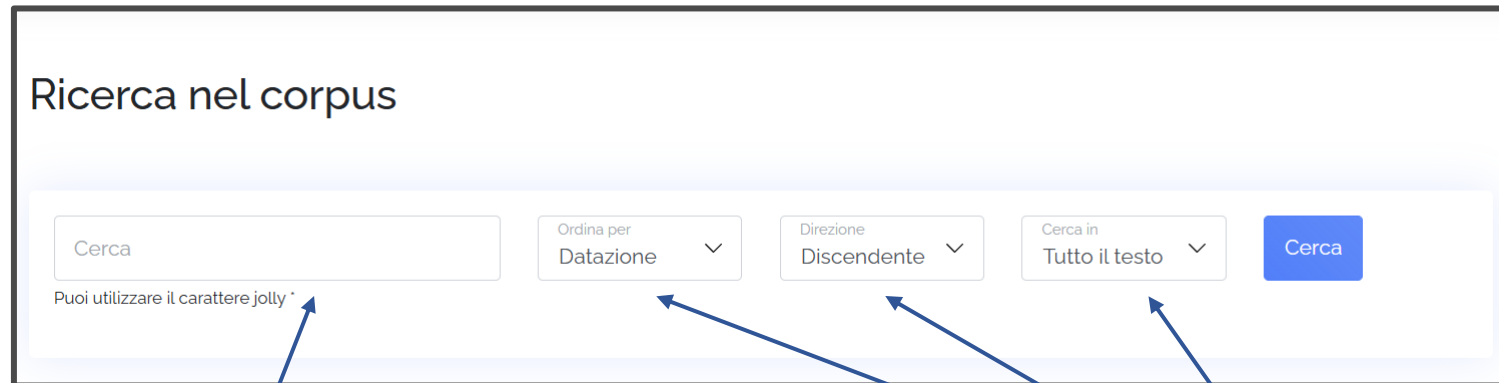 Ricerca nel corpus
Cerca
Ordina per
Datazione
Direzione
Discendente
Cerca in
Tutto il testo
Cerca
Puoi utilizzare il carattere jolly *